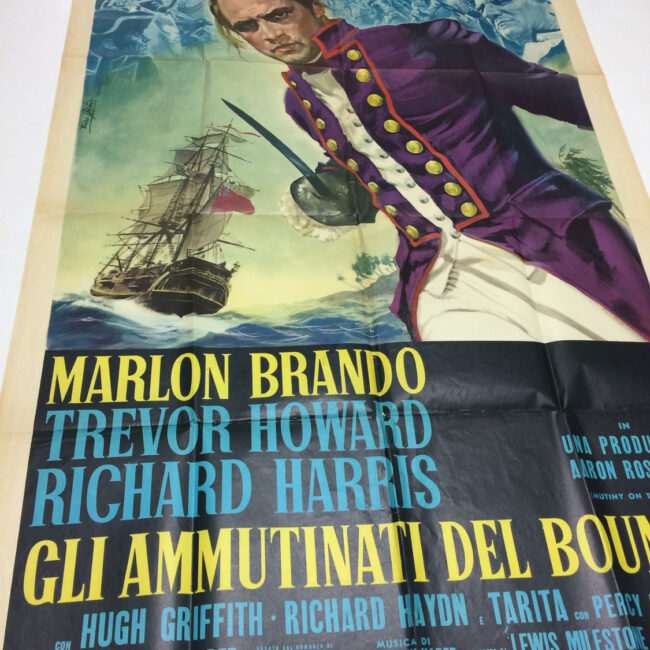 MARLON BRANDO
TREVOR HOWARD
RICHARD HARRIS
IN
UNA PRODU
AARON ROS
MUTINY ON T
GLI AMMUTINATI DEL BOUN
CON HUGH GRIFFITH · RICHARD HAYDN E TARITA CON PERCY
MUSICA DI
LEWIS MILESTONE